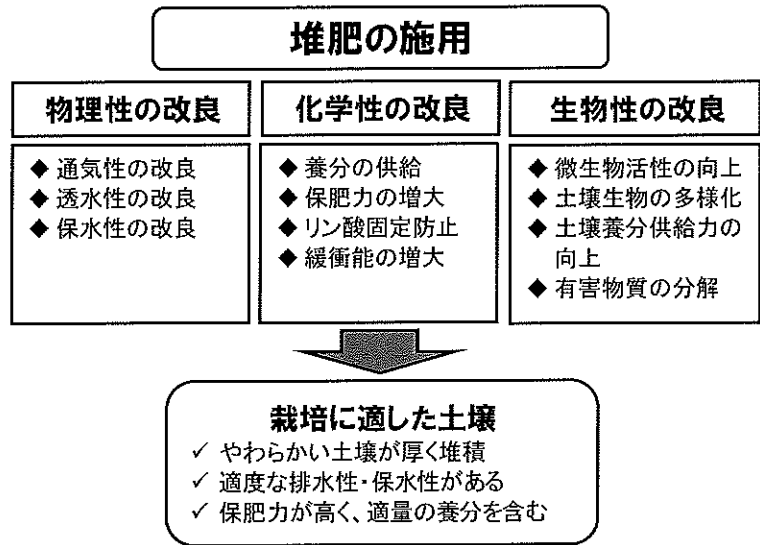 堆肥の施用
物理性の改良
◆ 通気性の改良
◆ 透水性の改良
◆ 保水性の改良
化学性の改良
◆ 養分の供給
◆ 保肥力の増大
◆ リン酸固定防止
◆ 緩衝能の増大
生物性の改良
◆ 微生物活性の向上
◆ 土壌生物の多様化
◆ 土壌養分供給力の
向上
◆ 有害物質の分解
栽培に適した土壌
✓ やわらかい土壌が厚く堆積
✓ 適度な排水性・保水性がある
✓ 保肥力が高く、適量の養分を含む